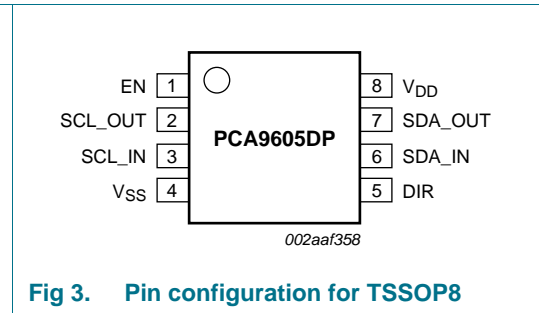 EN 1 8 VDD
SCL_OUT 2 7 SDA_OUT
PCA9605DP
SCL_IN 3 6 SDA_IN
VSS 4 5 DIR
002aaf358
Fig 3. Pin configuration for TSSOP8